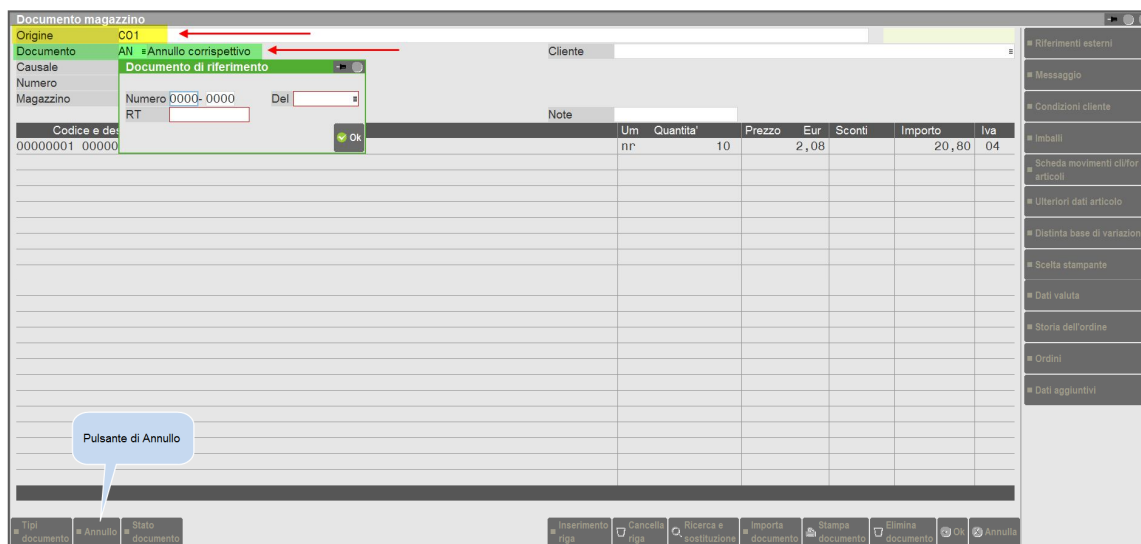 Documento magazzino
Origine CO1
Documento AN Annullo corrispettivo Cliente
Causale
Numero
Magazzino
Documento di riferimento
Numero 0000-0000 Del
RT
Ok
Note
Codice e des Um Quantita' Prezzo Eur Sconti Importo Iva
00000001 00000 nr 10 2,08 20,80 04
Riferimenti esterni
Messaggio
Condizioni cliente
Imballi
Scheda movimenti cli/for
articoli
Ulteriori dati articolo
Distinta base di variazion
Scelta stampante
Dati valuta
Storia dell'ordine
Ordini
Dati aggiuntivi
Pulsante di Annullo
Tipi
documento
Annullo
Stato
documento
Inserimento
riga
Cancella
riga
Ricerca e
sostituzione
Importa
documento
Stampa
documento
Elimina
documento
Ok
Annulla